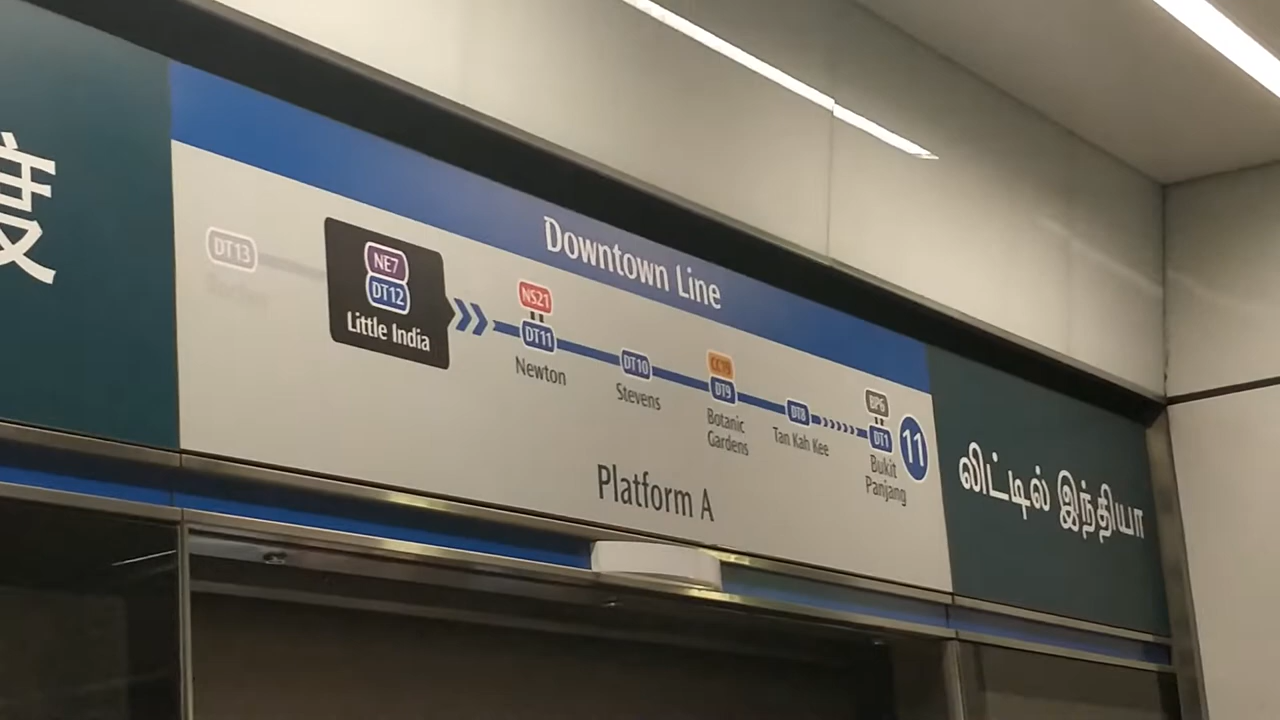 度
Downtown Line
DT13
NE7
DT12
Little India
NS21
DT11
Newton
DT10
Stevens
CC19
DT9
Botanic
Gardens
DT8
Tan Kah Kee
BP6
DT1
Bukit
Panjang
11
Platform A
லிட்டில் இந்தியா